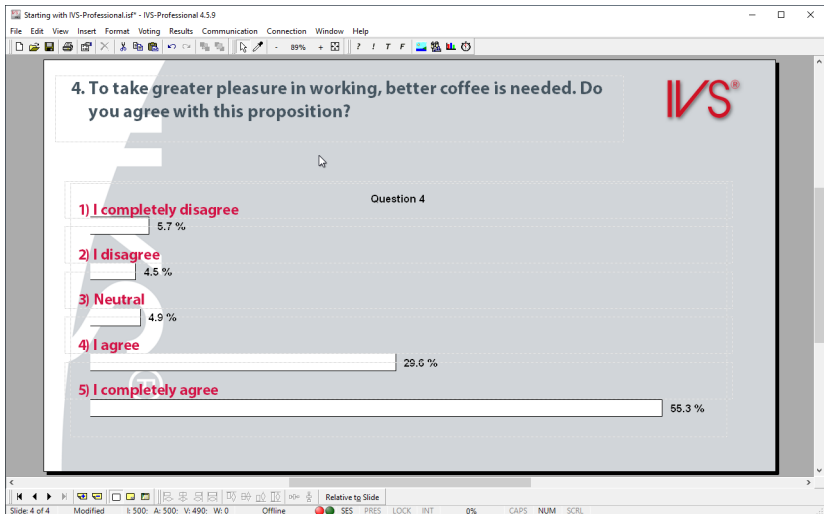 Starting with IVS-Professional.isf* - IVS-Professional 4.5.9
File Edit View Insert Format Voting Results Communication Connection Window Help
- 89% + ? ! T F
4. To take greater pleasure in working, better coffee is needed. Do
you agree with this proposition?
IVS®
Question 4
1) I completely disagree
5.7 %
2) I disagree
4.5 %
3) Neutral
4.9 %
4) I agree
29.6 %
5) I completely agree
55.3 %
Relative to Slide
Slide: 4 of 4 Modified I: 500; A: 500; V: 490; W: 0 Offline SES PRES LOCK INT 0% CAPS NUM SCRL